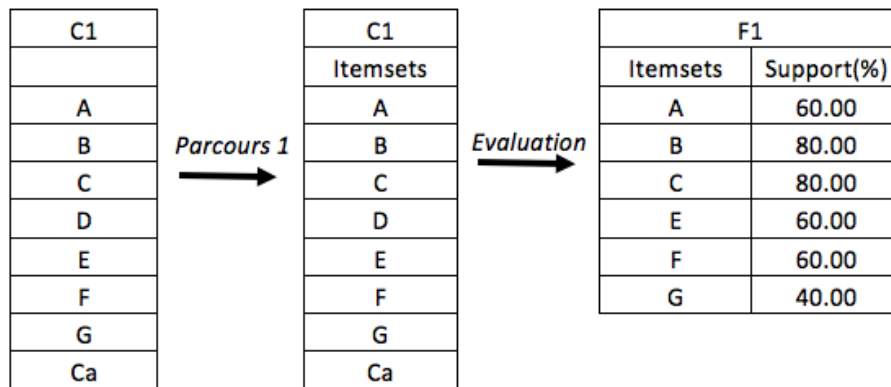 C1 C1 F1
Itemsets Itemsets Support(%)
A A A 60.00
B Parcours 1 B Evaluation B 80.00
C C C 80.00
D D E 60.00
E E F 60.00
F F G 40.00
G G
Ca Ca